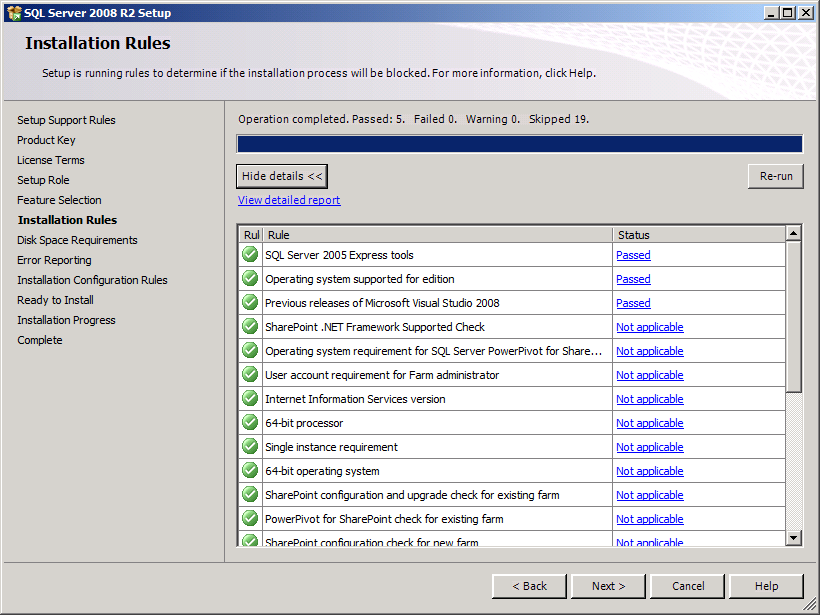 SQL Server 2008 R2 Setup
Installation Rules
Setup is running rules to determine if the installation process will be blocked. For more information, click Help.
Setup Support Rules
Product Key
License Terms
Setup Role
Feature Selection
Installation Rules
Disk Space Requirements
Error Reporting
Installation Configuration Rules
Ready to Install
Installation Progress
Complete
Operation completed. Passed: 5.   Failed 0.   Warning 0.   Skipped 19.
Hide details <<
Re-run
View detailed report
Rul Rule Status
SQL Server 2005 Express tools Passed
Operating system supported for edition Passed
Previous releases of Microsoft Visual Studio 2008 Passed
SharePoint .NET Framework Supported Check Not applicable
Operating system requirement for SQL Server PowerPivot for Share... Not applicable
User account requirement for Farm administrator Not applicable
Internet Information Services version Not applicable
64-bit processor Not applicable
Single instance requirement Not applicable
64-bit operating system Not applicable
SharePoint configuration and upgrade check for existing farm Not applicable
PowerPivot for SharePoint check for existing farm Not applicable
SharePoint configuration check for new farm Not applicable
< Back
Next >
Cancel
Help